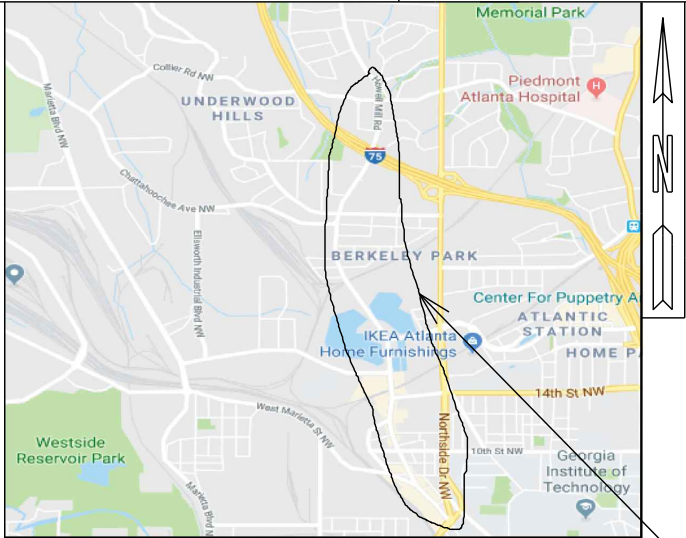 Memorial Park
Collier Rd NW
Howell Mill Rd
Piedmont
Atlanta Hospital
H
UNDERWOOD
HILLS
Marietta Blvd NW
75
N
Chattahoochee Ave NW
Ellsworth Industrial Blvd NW
BERKELEY PARK
Center For Puppetry A
ATLANTIC
STATION
IKEA Atlanta
Home Furnishings
HOME PA
14th St NW
West Marietta St NW
Northside Dr NW
Westside
Reservoir Park
10th St NW
Georgia
Institute of
Technology
Marietta Blvd N